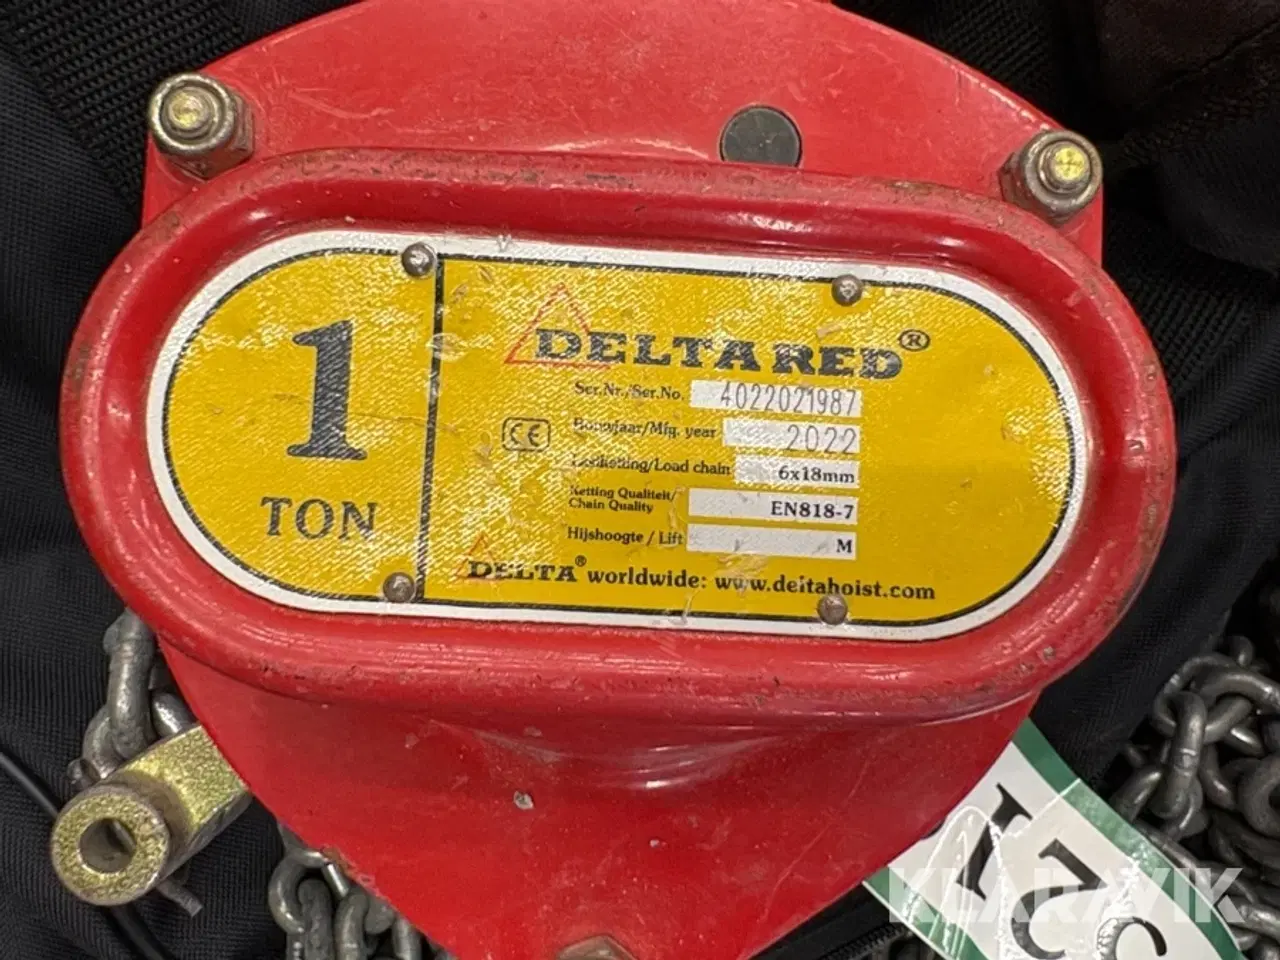 1
TON
DELTA RED®
Ser.Nr./Ser.No. 4022021987
CE
Bouwjaar/Mfg. year 2022
Load chain 6x18mm
Ketting Qualiteit/
Chain Quality EN818-7
Hijshoogte / Lift M
DELTA® worldwide: www.deltahoist.com
KLARAVIK